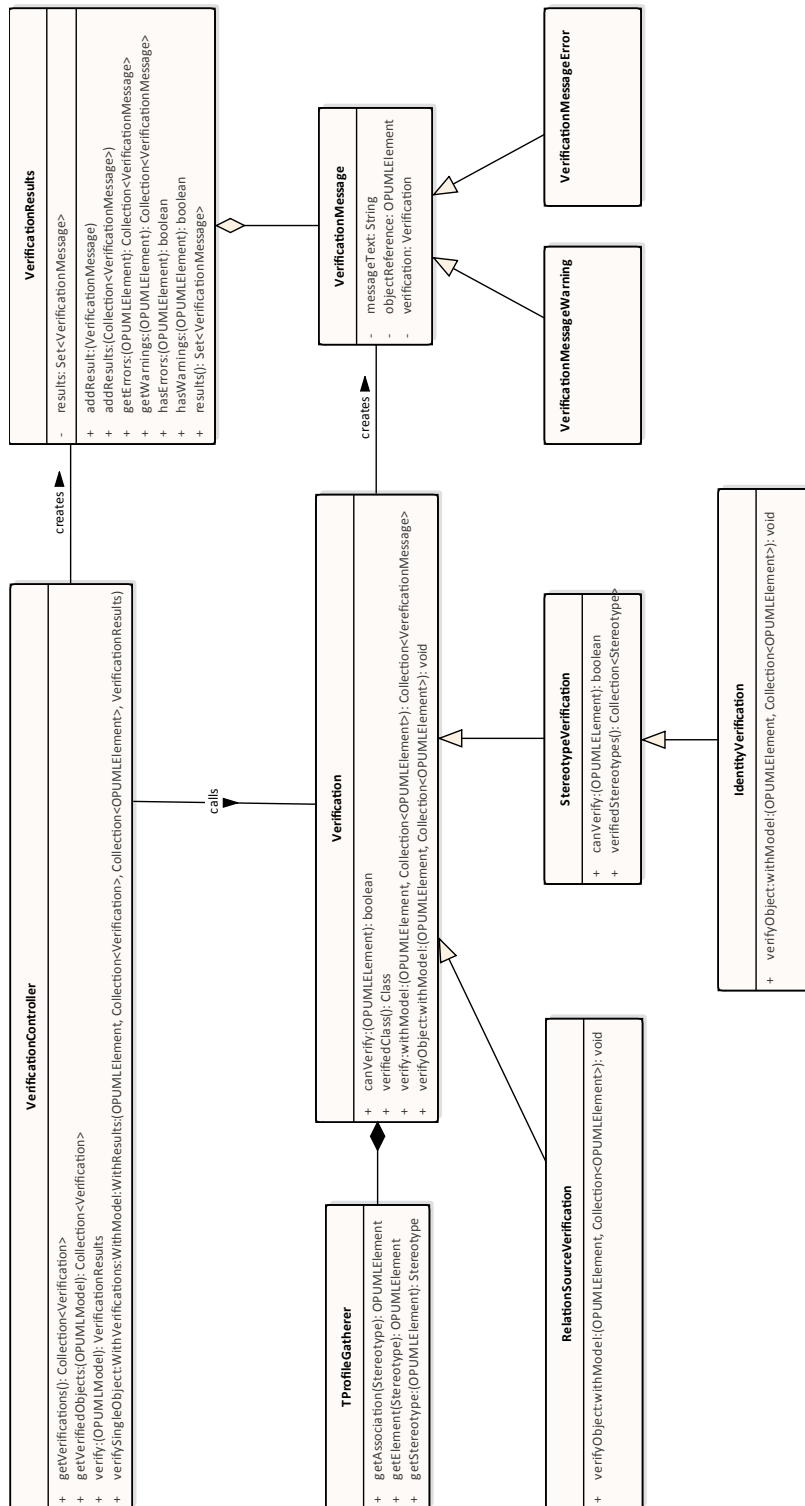 VerificationController
+ getVerifications(): Collection<Verification>
+ getVerifiedObjects:(OPUMLModel): Collection<Verification>
+ verify:(OPUMLModel): VerificationResults
+ verifySingleObject:WithVerifications:WithModel:WithResults:(OPUMLElement, Collection<Verification>, Collection<OPUMLElement>, VerificationResults)
creates
VerificationResults
- results: Set<VerificationMessage>
+ addResult:(VerificationMessage)
+ addResults:(Collection<VerificationMessage>)
+ getErrors:(OPUMLElement): Collection<VerificationMessage>
+ getWarnings:(OPUMLElement): Collection<VerificationMessage>
+ hasErrors:(OPUMLElement): boolean
+ hasWarnings:(OPUMLElement): boolean
+ results(): Set<VerificationMessage>
calls
TProfileGatherer
+ getAssociation(Stereotype): OPUMLElement
+ getElement(Stereotype): OPUMLElement
+ getStereotype:(OPUMLElement): Stereotype
Verification
+ canVerify:(OPUMLELement): boolean
+ verifiedClass(): Class
+ verify:withModel:(OPUMLElement, Collection<OPUMLElement>): Collection<VereificationMessage>
+ verifyObject:withModel:(OPUMLElement, Collection<OPUMLElement>): void
creates
VerificationMessage
- messageText: String
- objectReference: OPUMLElement
- verification: Verification
RelationSourceVerification
+ verifyObject:withModel:(OPUMLElement, Collection<OPUMLElement>): void
StereotypeVerification
+ canVerify:(OPUMLElement): boolean
+ verifiedStereotypes(): Collection<Stereotype>
VerificationMessageWarning
VerificationMessageError
IdentityVerification
+ verifyObject:withModel:(OPUMLElement, Collection<OPUMLElement>): void